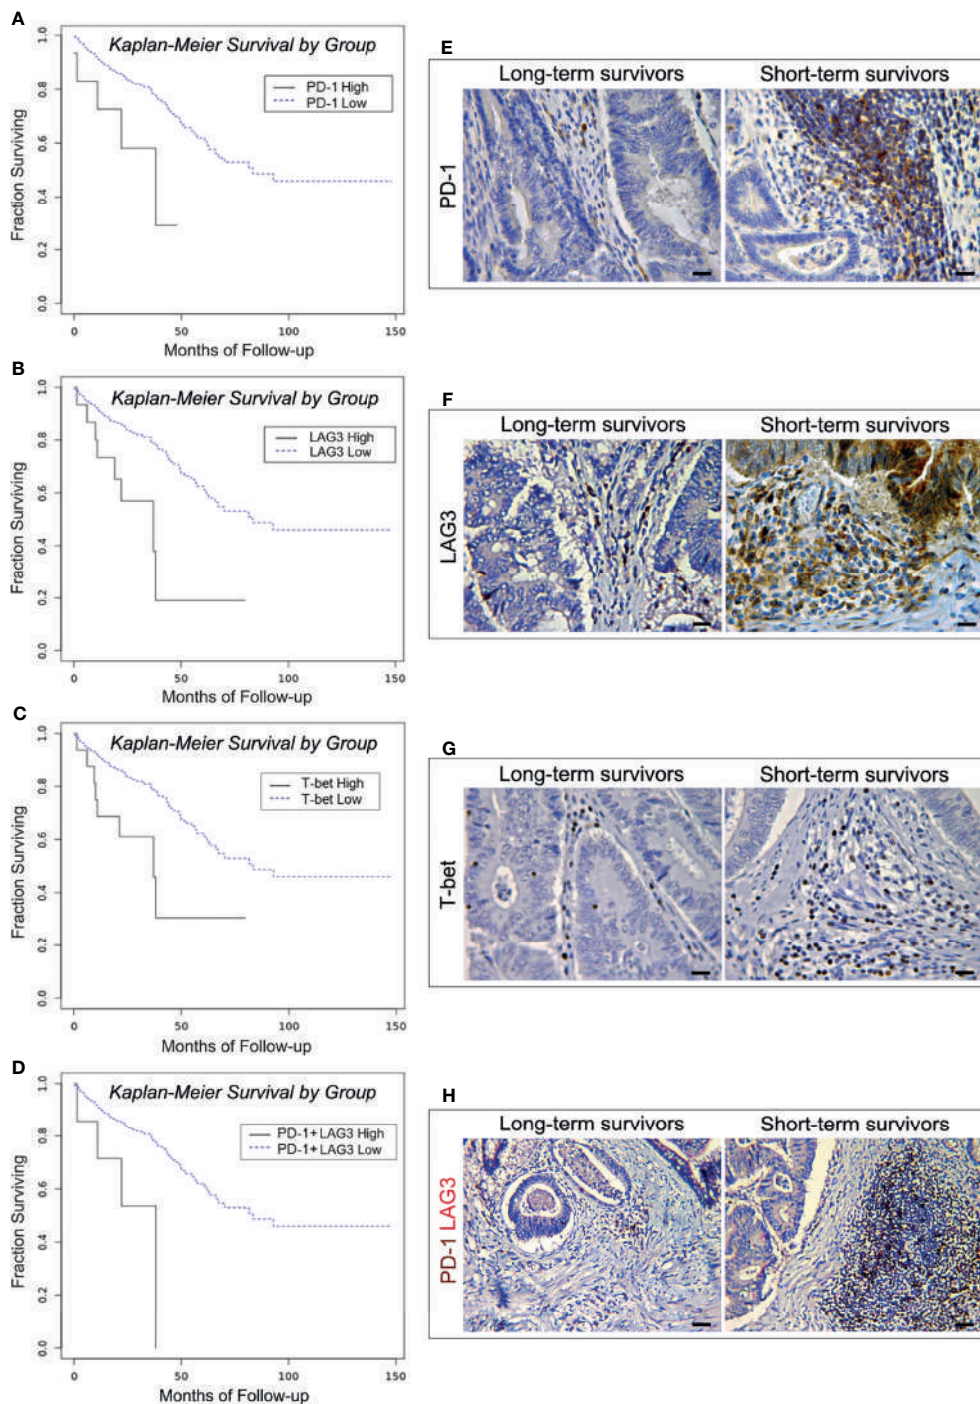 A
Kaplan-Meier Survival by Group
PD-1 High
PD-1 Low
Fraction Surviving
0.0
0.2
0.4
0.6
0.8
1.0
0
50
100
150
Months of Follow-up
B
Kaplan-Meier Survival by Group
LAG3 High
LAG3 Low
Fraction Surviving
0.0
0.2
0.4
0.6
0.8
1.0
0
50
100
150
Months of Follow-up
C
Kaplan-Meier Survival by Group
T-bet High
T-bet Low
Fraction Surviving
0.0
0.2
0.4
0.6
0.8
1.0
0
50
100
150
Months of Follow-up
D
Kaplan-Meier Survival by Group
PD-1+LAG3 High
PD-1+LAG3 Low
Fraction Surviving
0.0
0.2
0.4
0.6
0.8
1.0
0
50
100
150
Months of Follow-up
E
Long-term survivors
Short-term survivors
PD-1
F
Long-term survivors
Short-term survivors
LAG3
G
Long-term survivors
Short-term survivors
T-bet
H
Long-term survivors
Short-term survivors
PD-1 LAG3